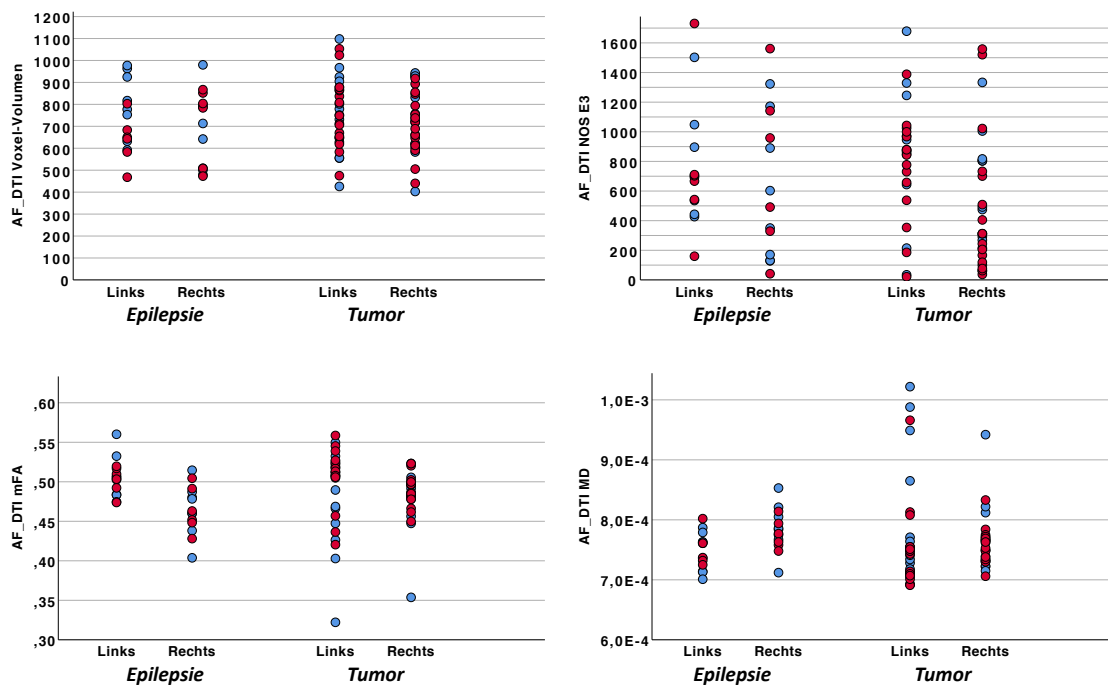 AF_DTI Voxel-Volumen
1200
1100
1000
900
800
700
600
500
400
300
200
100
0
Links Rechts Links Rechts
Epilepsie Tumor
AF_DTI NOS E3
1600
1400
1200
1000
800
600
400
200
0
Links Rechts Links Rechts
Epilepsie Tumor
AF_DTI mFA
,60
,55
,50
,45
,40
,35
,30
Links Rechts Links Rechts
Epilepsie Tumor
AF_DTI MD
1,0E-3
9,0E-4
8,0E-4
7,0E-4
6,0E-4
Links Rechts Links Rechts
Epilepsie Tumor